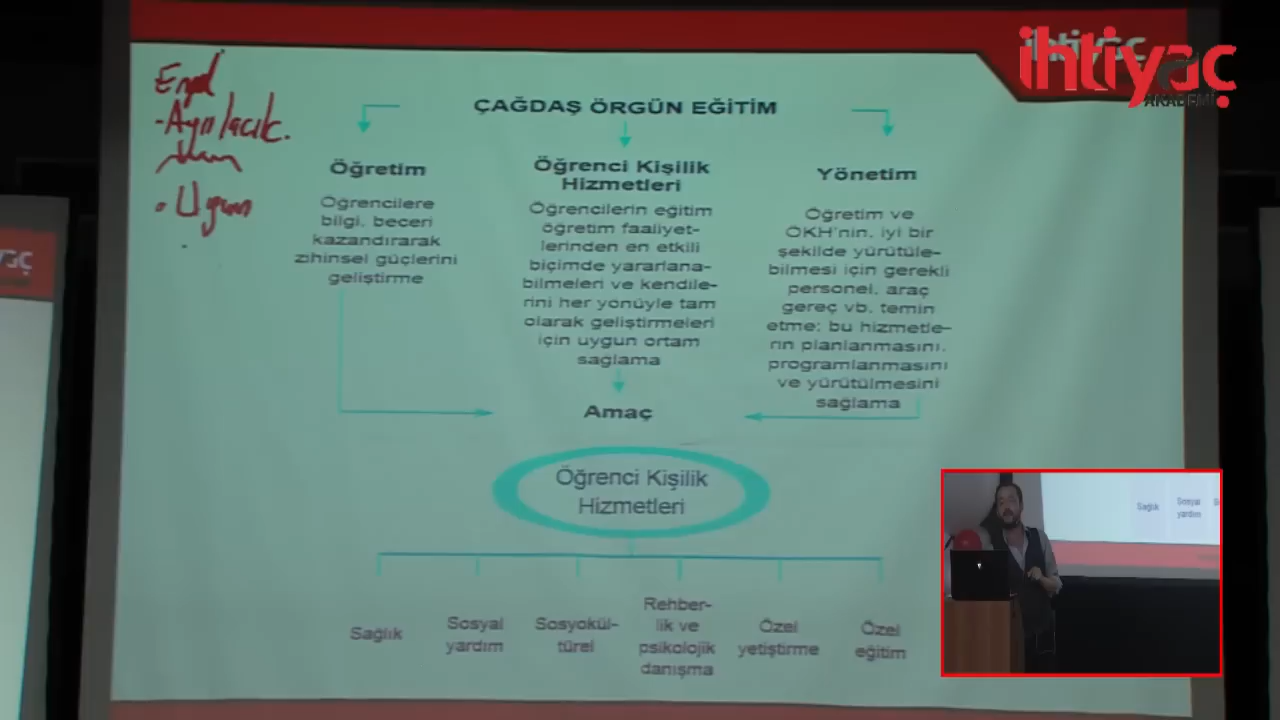 ihtiyaç
AKADEMİ
ÇAĞDAŞ ÖRGÜN EĞİTİM
Öğretim
Öğrencilere
bilgi, beceri
kazandırarak
zihinsel güçlerini
geliştirme
Öğrenci Kişilik
Hizmetleri
Öğrencilerin eğitim
öğretim faaliyet-
lerinden en etkili
biçimde yararlana-
bilmeleri ve kendile-
rini her yönüyle tam
olarak geliştirmeleri
için uygun ortam
sağlama
Yönetim
Öğretim ve
ÖKH'nin, iyi bir
şekilde yürütüle-
bilmesi için gerekli
personel, araç
gereç vb. temin
etme; bu hizmetle-
rin planlanmasını,
programlanmasını
ve yürütülmesini
sağlama
Amaç
Öğrenci Kişilik
Hizmetleri
Sağlık
Sosyal
yardım
Sosyokül-
türel
Rehber-
lik ve
psikolojik
danışma
Özel
yetiştirme
Özel
eğitim
Sağlık
Sosyal
yardım